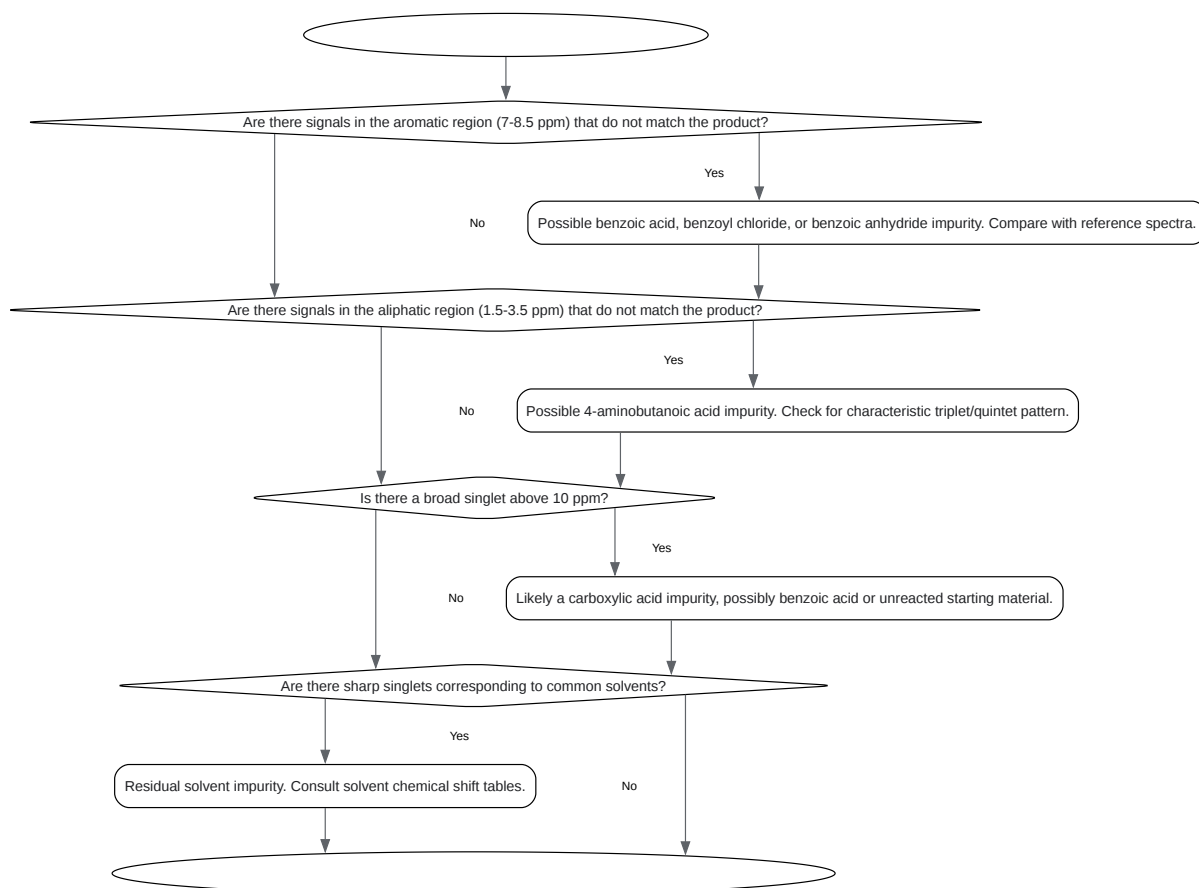 Are there signals in the aromatic region (7-8.5 ppm) that do not match the product?
Yes
No
Possible benzoic acid, benzoyl chloride, or benzoic anhydride impurity. Compare with reference spectra.
Are there signals in the aliphatic region (1.5-3.5 ppm) that do not match the product?
Yes
No
Possible 4-aminobutanoic acid impurity. Check for characteristic triplet/quintet pattern.
Is there a broad singlet above 10 ppm?
Yes
No
Likely a carboxylic acid impurity, possibly benzoic acid or unreacted starting material.
Are there sharp singlets corresponding to common solvents?
Yes
Residual solvent impurity. Consult solvent chemical shift tables.
No